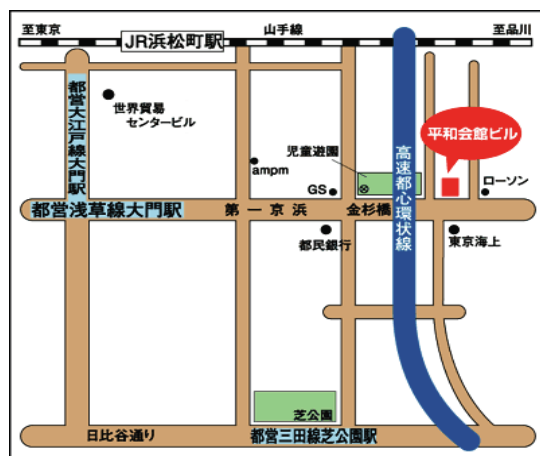 至東京
JR浜松町駅
山手線
至品川
都営大江戸線大門駅
世界貿易
センタービル
児童遊園
ampm
GS
高速都心環状線
平和会館ビル
ローソン
都営浅草線大門駅
第一京浜
金杉橋
都民銀行
東京海上
芝公園
日比谷通り
都営三田線芝公園駅